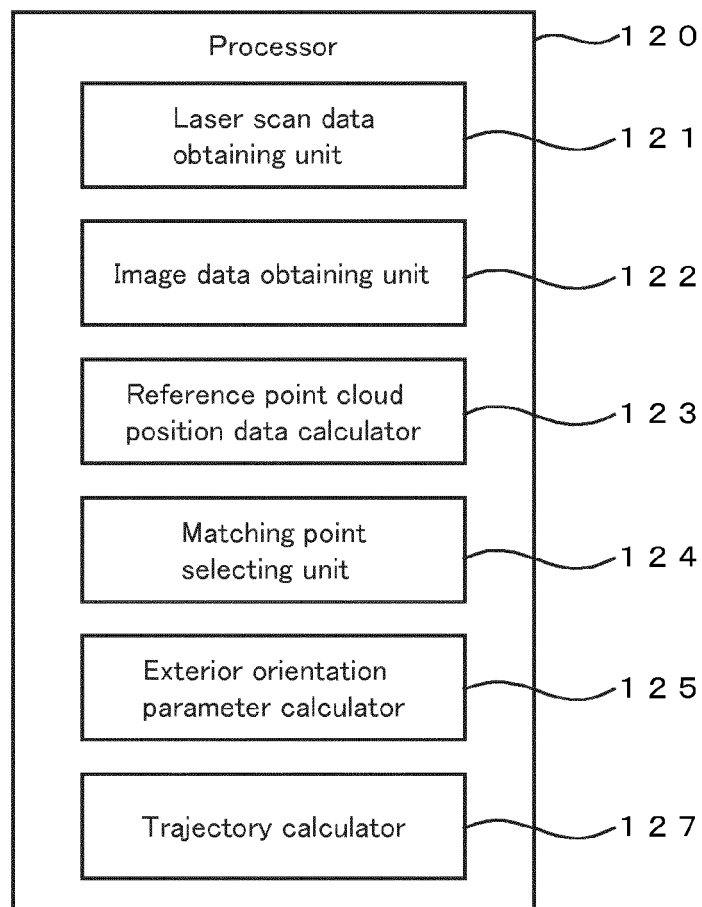 Processor
120
Laser scan data
obtaining unit
121
Image data obtaining unit
122
Reference point cloud
position data calculator
123
Matching point
selecting unit
124
Exterior orientation
parameter calculator
125
Trajectory calculator
127